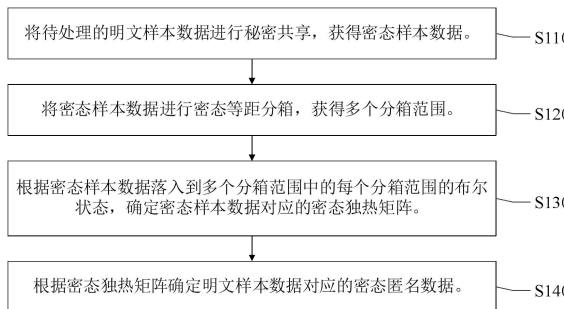 将待处理的明文样本数据进行秘密共享，获得密态样本数据。
S110
将密态样本数据进行密态等距分箱，获得多个分箱范围。
S120
根据密态样本数据落入到多个分箱范围中的每个分箱范围的布尔
状态，确定密态样本数据对应的密态独热矩阵。
S130
根据密态独热矩阵确定明文样本数据对应的密态匿名数据。
S140